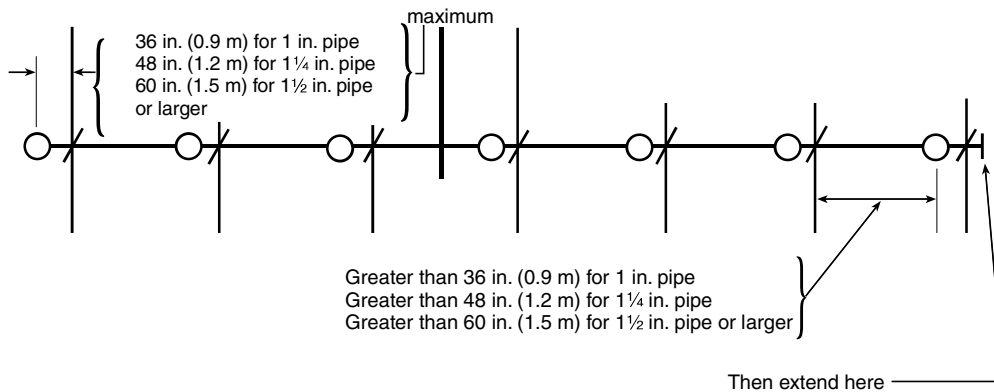 maximum
36 in. (0.9 m) for 1 in. pipe
48 in. (1.2 m) for 1¼ in. pipe
60 in. (1.5 m) for 1½ in. pipe
or larger
Greater than 36 in. (0.9 m) for 1 in. pipe
Greater than 48 in. (1.2 m) for 1¼ in. pipe
Greater than 60 in. (1.5 m) for 1½ in. pipe or larger
Then extend here